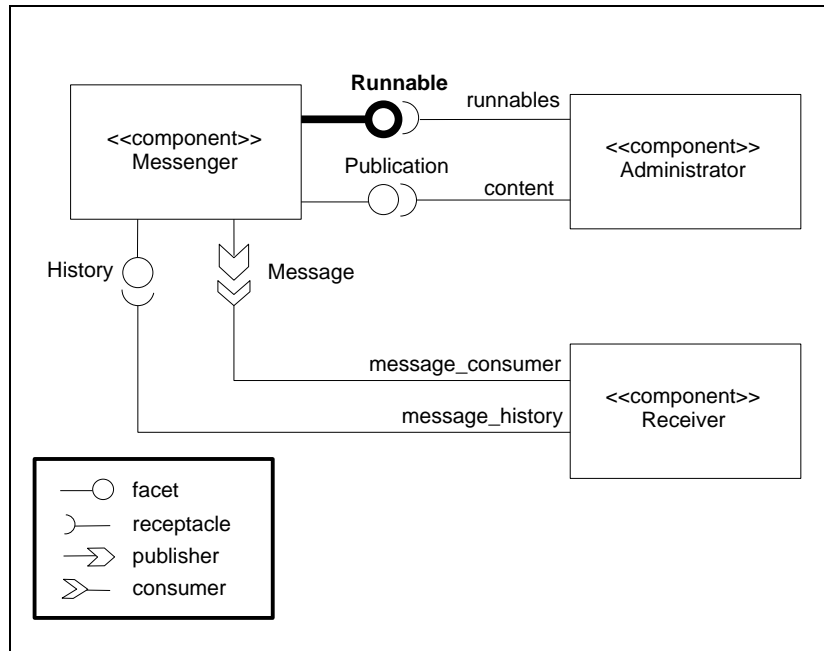 Runnable
runnables
<<component>>
Messenger
<<component>>
Administrator
Publication
content
History
Message
message_consumer
<<component>>
Receiver
message_history
facet
receptacle
publisher
consumer